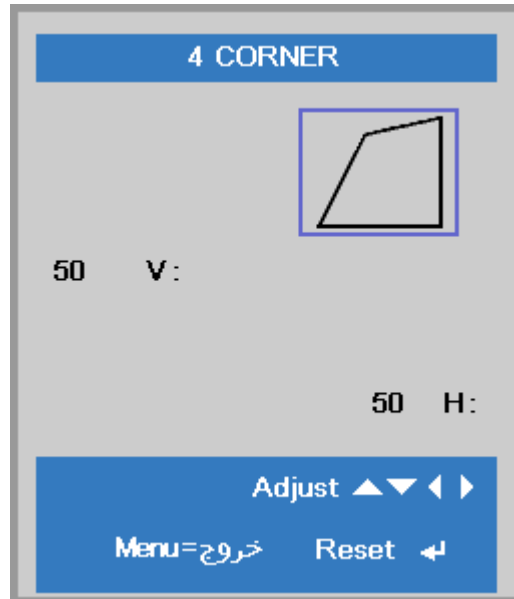 4 CORNER
50 V:
50 H:
Adjust ▲▼◀▶
Menu=خروج Reset ↵